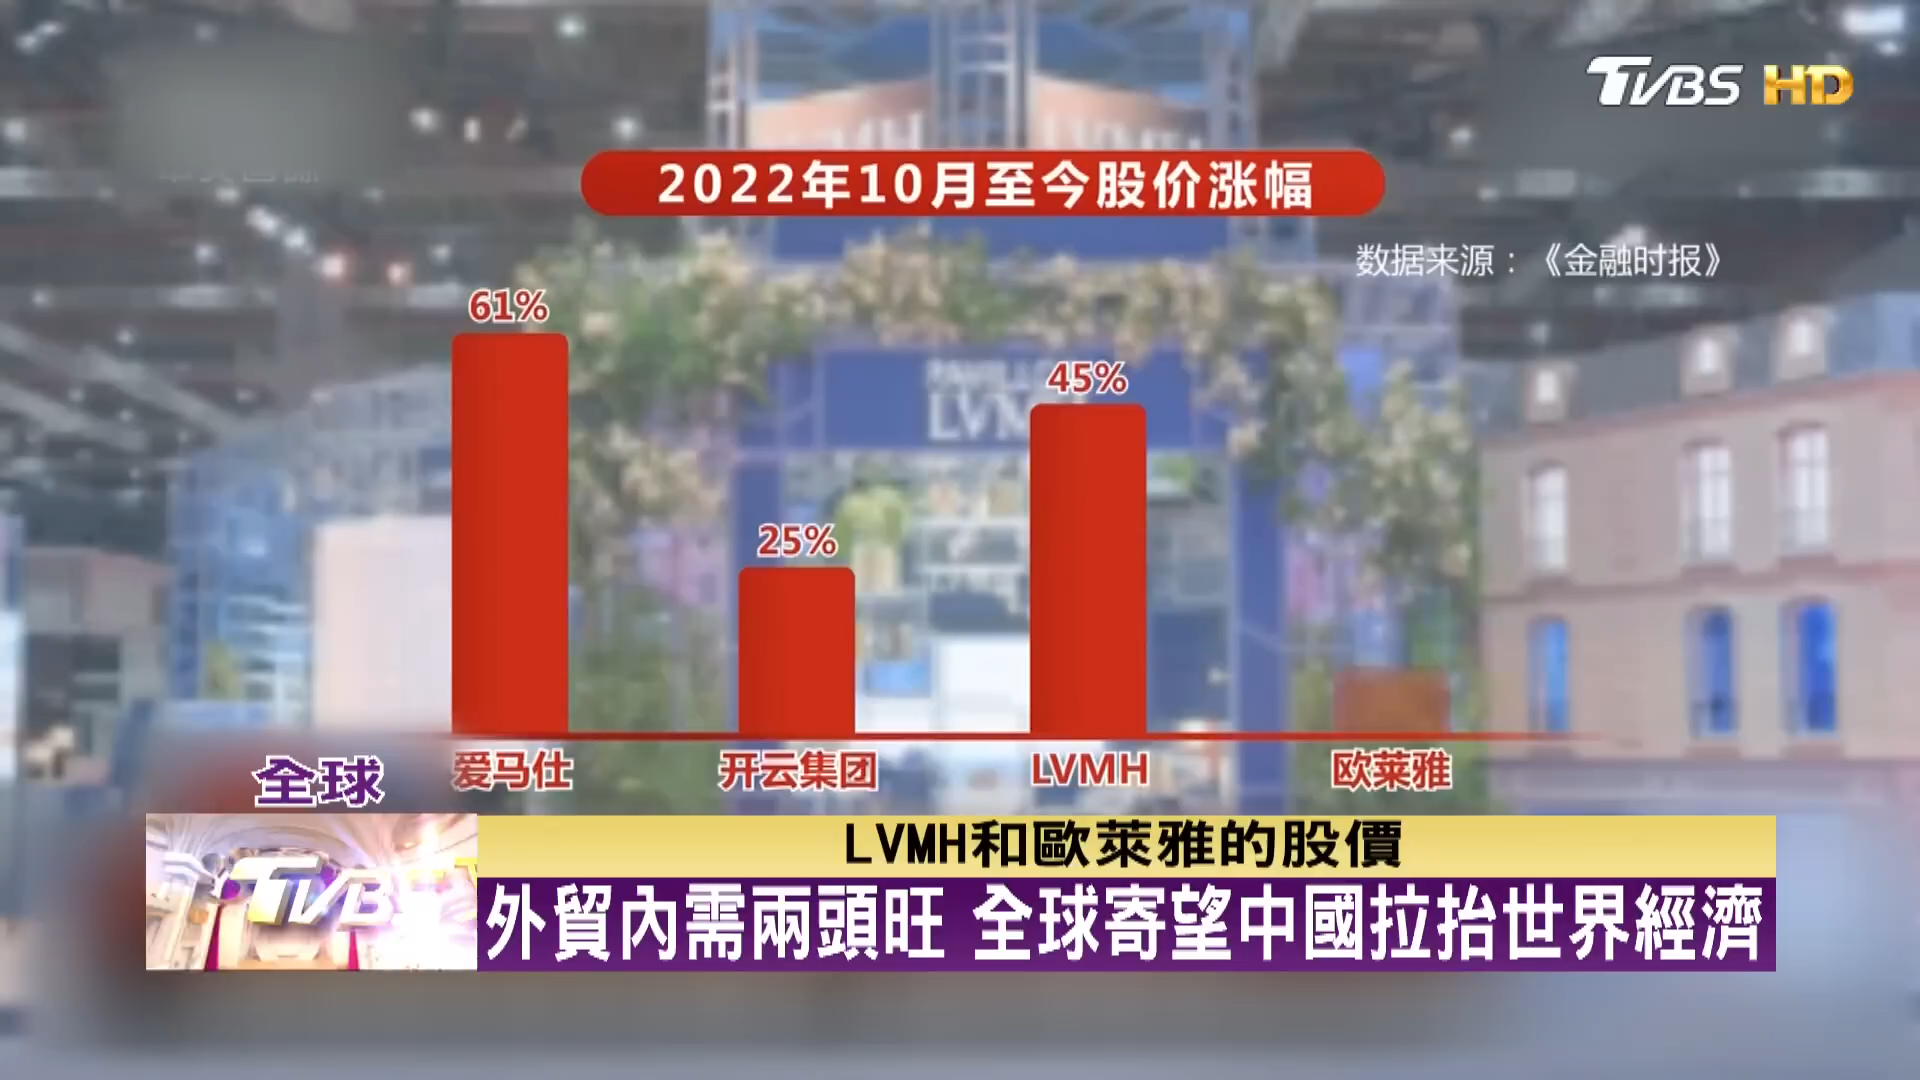 TVBS HD
2022年10月至今股价涨幅
数据来源：《金融时报》
61%
25%
45%
爱马仕
开云集团
LVMH
欧莱雅
全球
LVMH和歐萊雅的股價
TVBS
外貿內需兩頭旺 全球寄望中國拉抬世界經濟